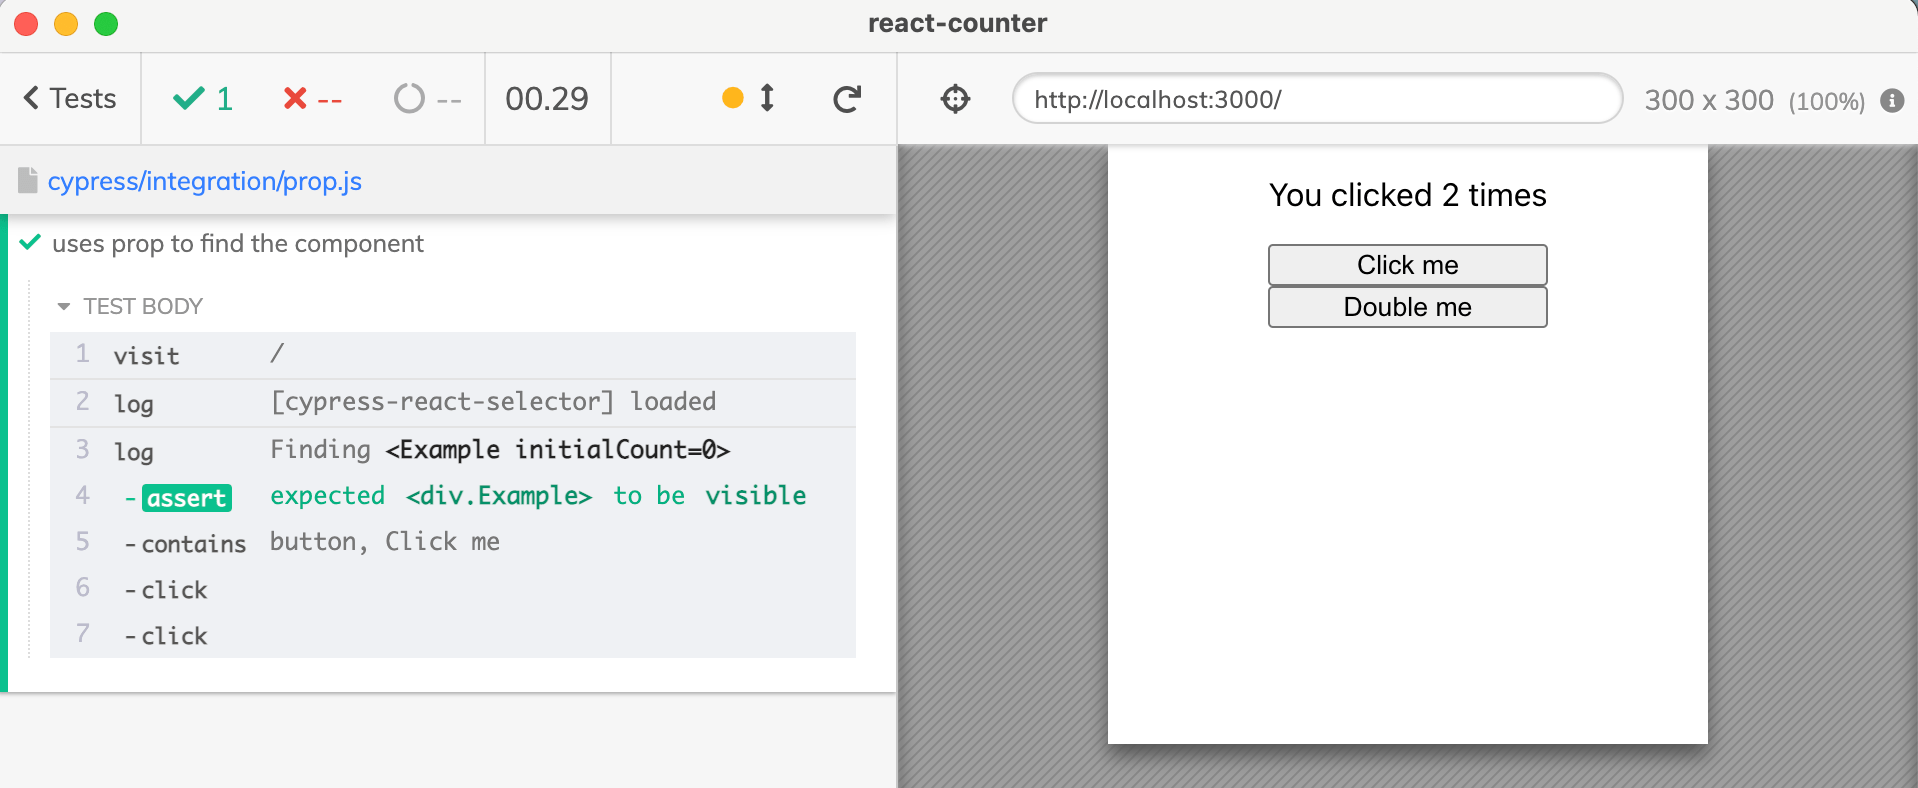 react-counter
Tests 1 -- -- 00.29
http://localhost:3000/ 300 x 300 (100%)
cypress/integration/prop.js
uses prop to find the component
TEST BODY
1 visit /
2 log [cypress-react-selector] loaded
3 log Finding <Example initialCount=0>
4 -assert expected <div.Example> to be visible
5 -contains button, Click me
6 -click
7 -click
You clicked 2 times
Click me
Double me